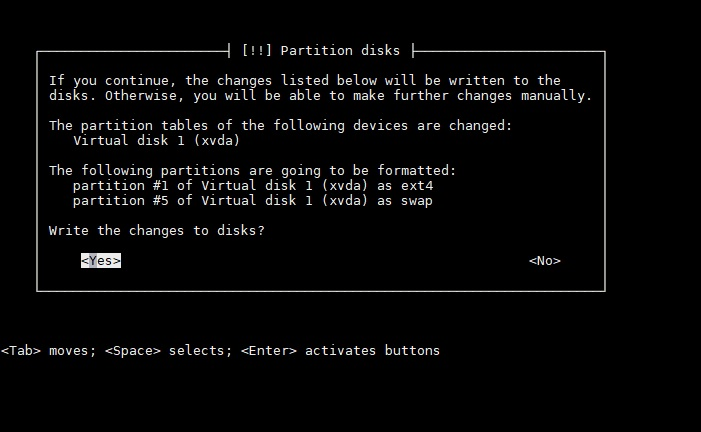 [!!] Partition disks
If you continue, the changes listed below will be written to the
disks. Otherwise, you will be able to make further changes manually.
The partition tables of the following devices are changed:
Virtual disk 1 (xvda)
The following partitions are going to be formatted:
partition #1 of Virtual disk 1 (xvda) as ext4
partition #5 of Virtual disk 1 (xvda) as swap
Write the changes to disks?
<Yes> <No>
<Tab> moves; <Space> selects; <Enter> activates buttons